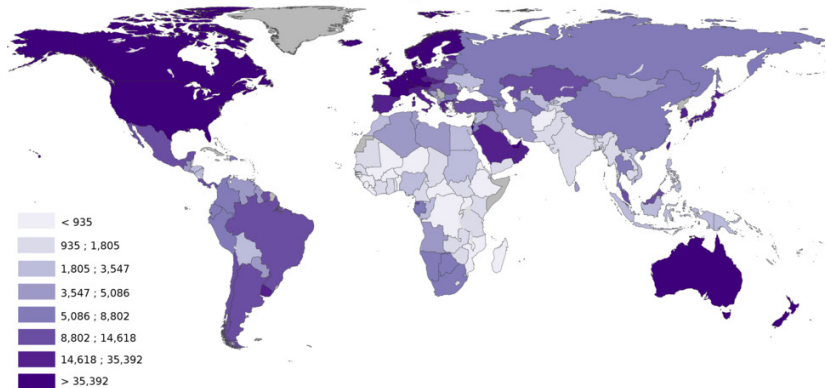 < 935
935 ; 1,805
1,805 ; 3,547
3,547 ; 5,086
5,086 ; 8,802
8,802 ; 14,618
14,618 ; 35,392
> 35,392